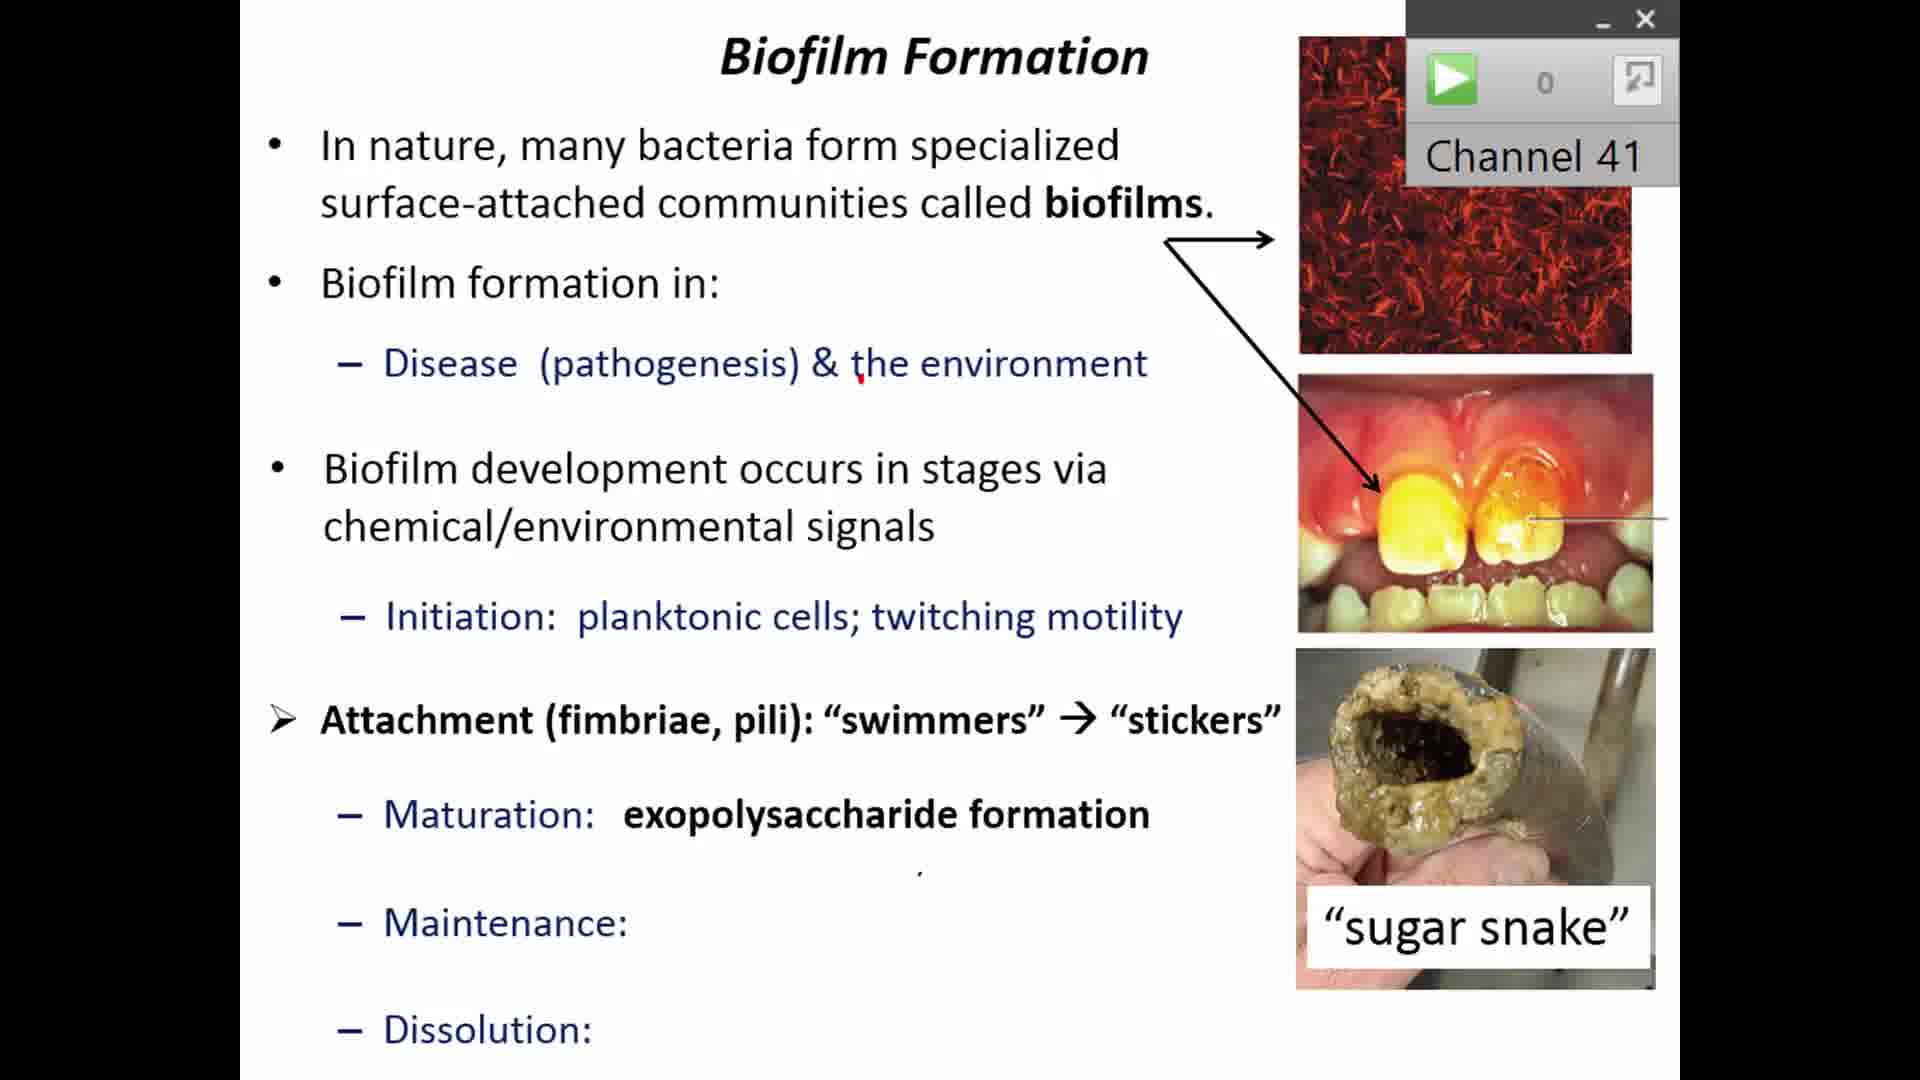 Biofilm Formation
0
Channel 41
• In nature, many bacteria form specialized
surface-attached communities called biofilms.
• Biofilm formation in:
– Disease (pathogenesis) & the environment
• Biofilm development occurs in stages via
chemical/environmental signals
– Initiation: planktonic cells; twitching motility
➢ Attachment (fimbriae, pili): “swimmers” → “stickers”
– Maturation: exopolysaccharide formation
– Maintenance:
“sugar snake”
– Dissolution: